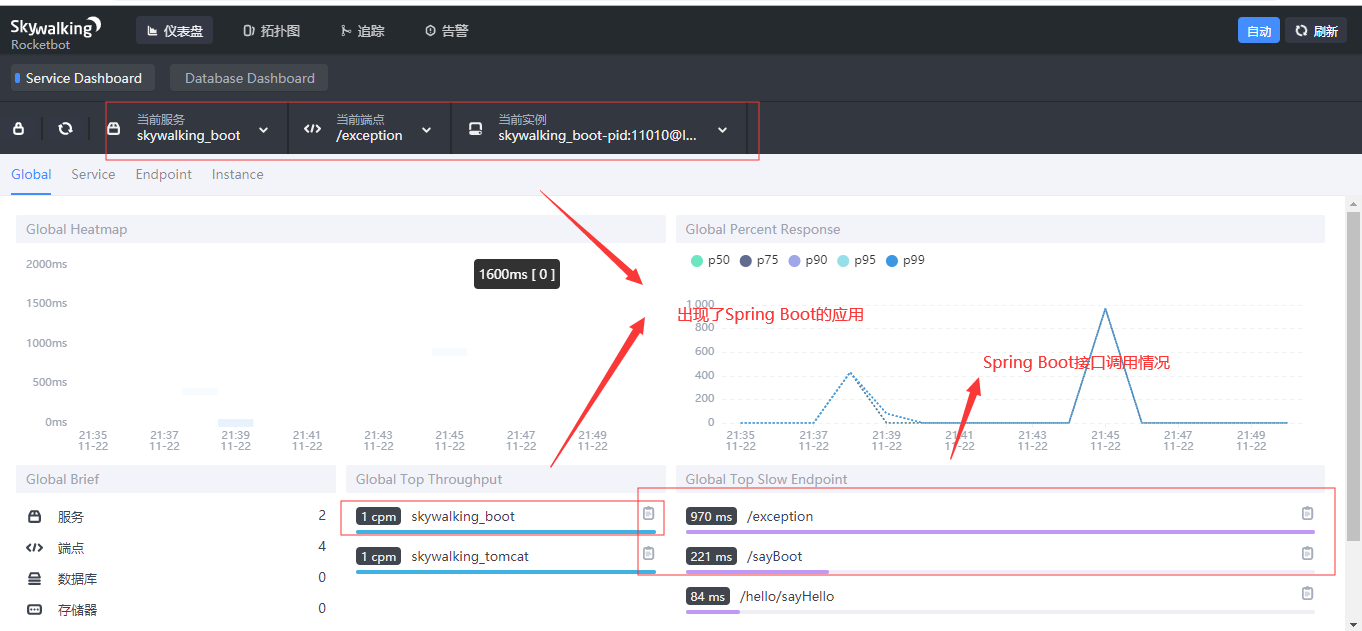 Skywalking
Rocketbot
仪表盘
拓扑图
追踪
告警
自动
刷新
Service Dashboard
Database Dashboard
当前服务
skywalking_boot
当前端点
/exception
当前实例
skywalking_boot-pid:11010@l...
Global
Service
Endpoint
Instance
Global Heatmap
2000ms
1500ms
1000ms
500ms
0ms
1600ms [ 0 ]
21:35 21:37 21:39 21:41 21:43 21:45 21:47 21:49
11-22 11-22 11-22 11-22 11-22 11-22 11-22 11-22
Global Percent Response
p50 p75 p90 p95 p99
1,000
出现了Spring Boot的应用
800
600
Spring Boot接口调用情况
400
200
0
21:35 21:37 21:39 21:41 21:43 21:45 21:47 21:49
11-22 11-22 11-22 11-22 11-22 11-22 11-22 11-22
Global Brief
服务 2
端点 4
数据库 0
存储器 0
Global Top Throughput
1 cpm skywalking_boot
1 cpm skywalking_tomcat
Global Top Slow Endpoint
970 ms /exception
221 ms /sayBoot
84 ms /hello/sayHello